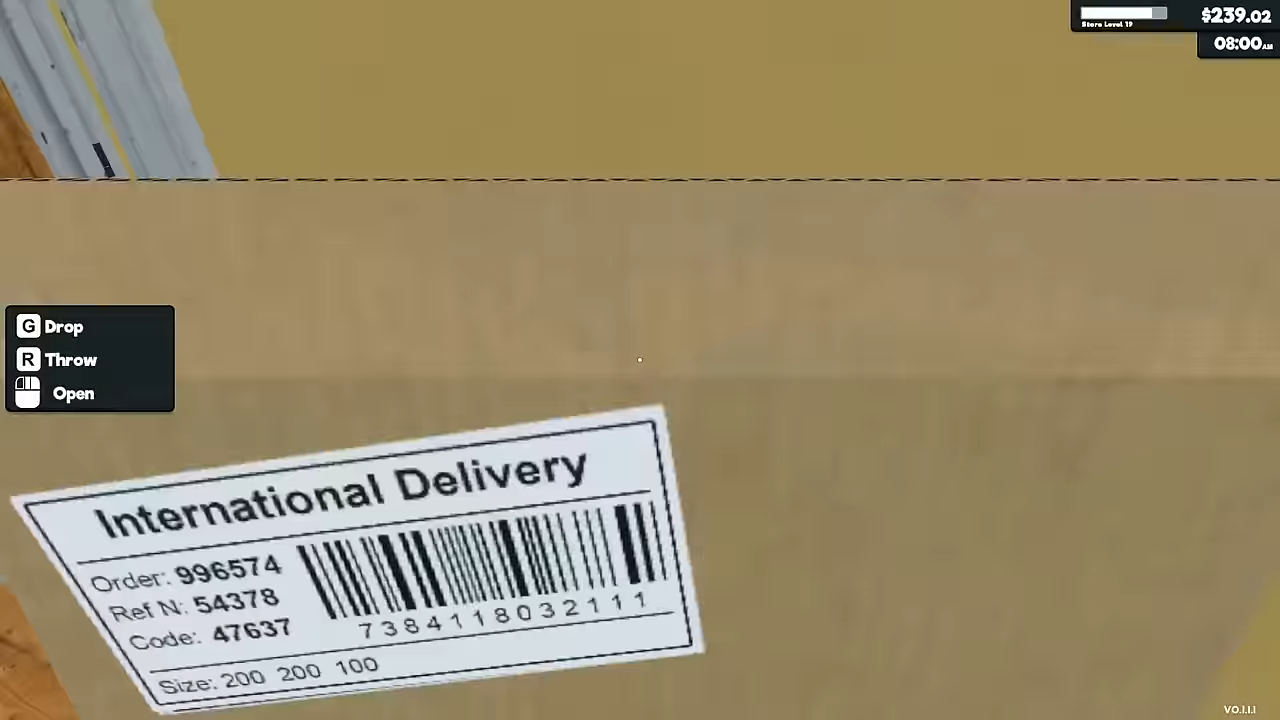 $239.02
Store Level 19
08:00AM
G Drop
R Throw
Open
International Delivery
Order: 996574
Ref N: 54378
Code: 47637
7384118032111
Size: 200 200 100
V0.1.1.1